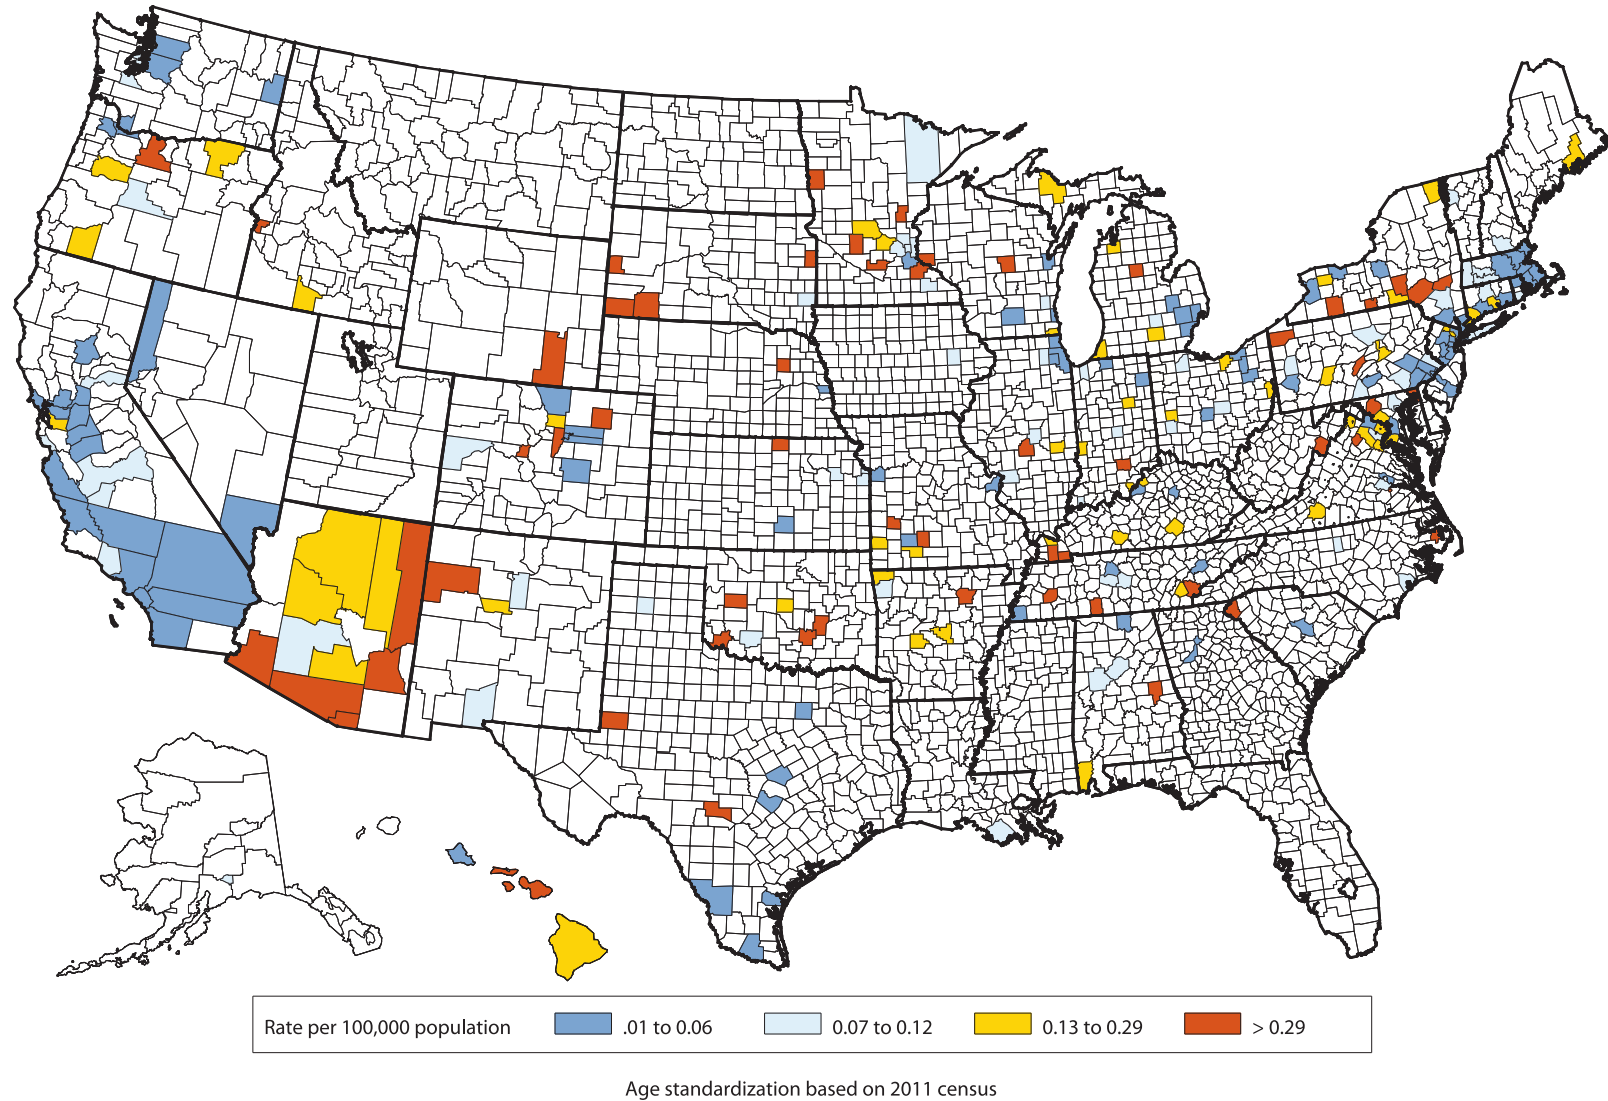 Rate per 100,000 population .01 to 0.06 0.07 to 0.12 0.13 to 0.29 > 0.29
Age standardization based on 2011 census